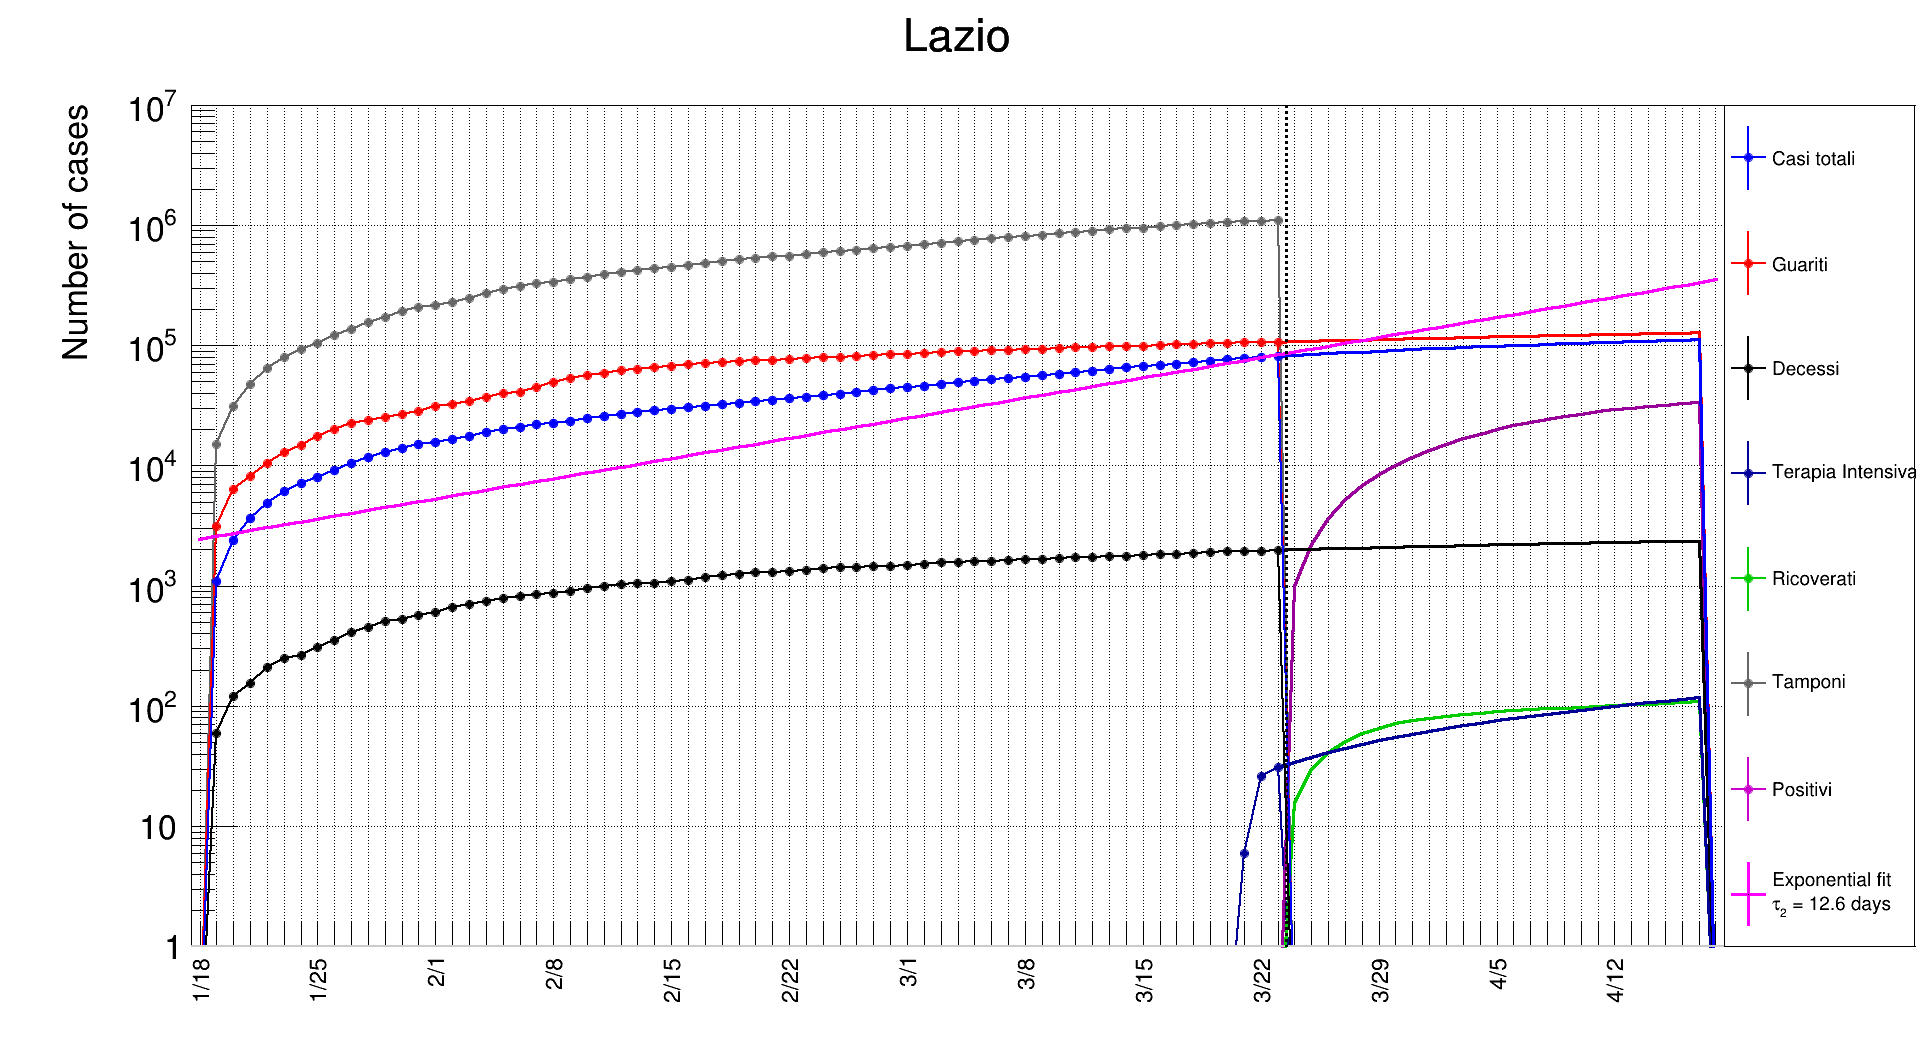 Lazio
Number of cases
10^7
10^6
10^5
10^4
10^3
10^2
10
1
1/18
1/25
2/1
2/8
2/15
2/22
3/1
3/8
3/15
3/22
3/29
4/5
4/12
Casi totali
Guariti
Decessi
Terapia Intensiva
Ricoverati
Tamponi
Positivi
Exponential fit
τ₂ = 12.6 days